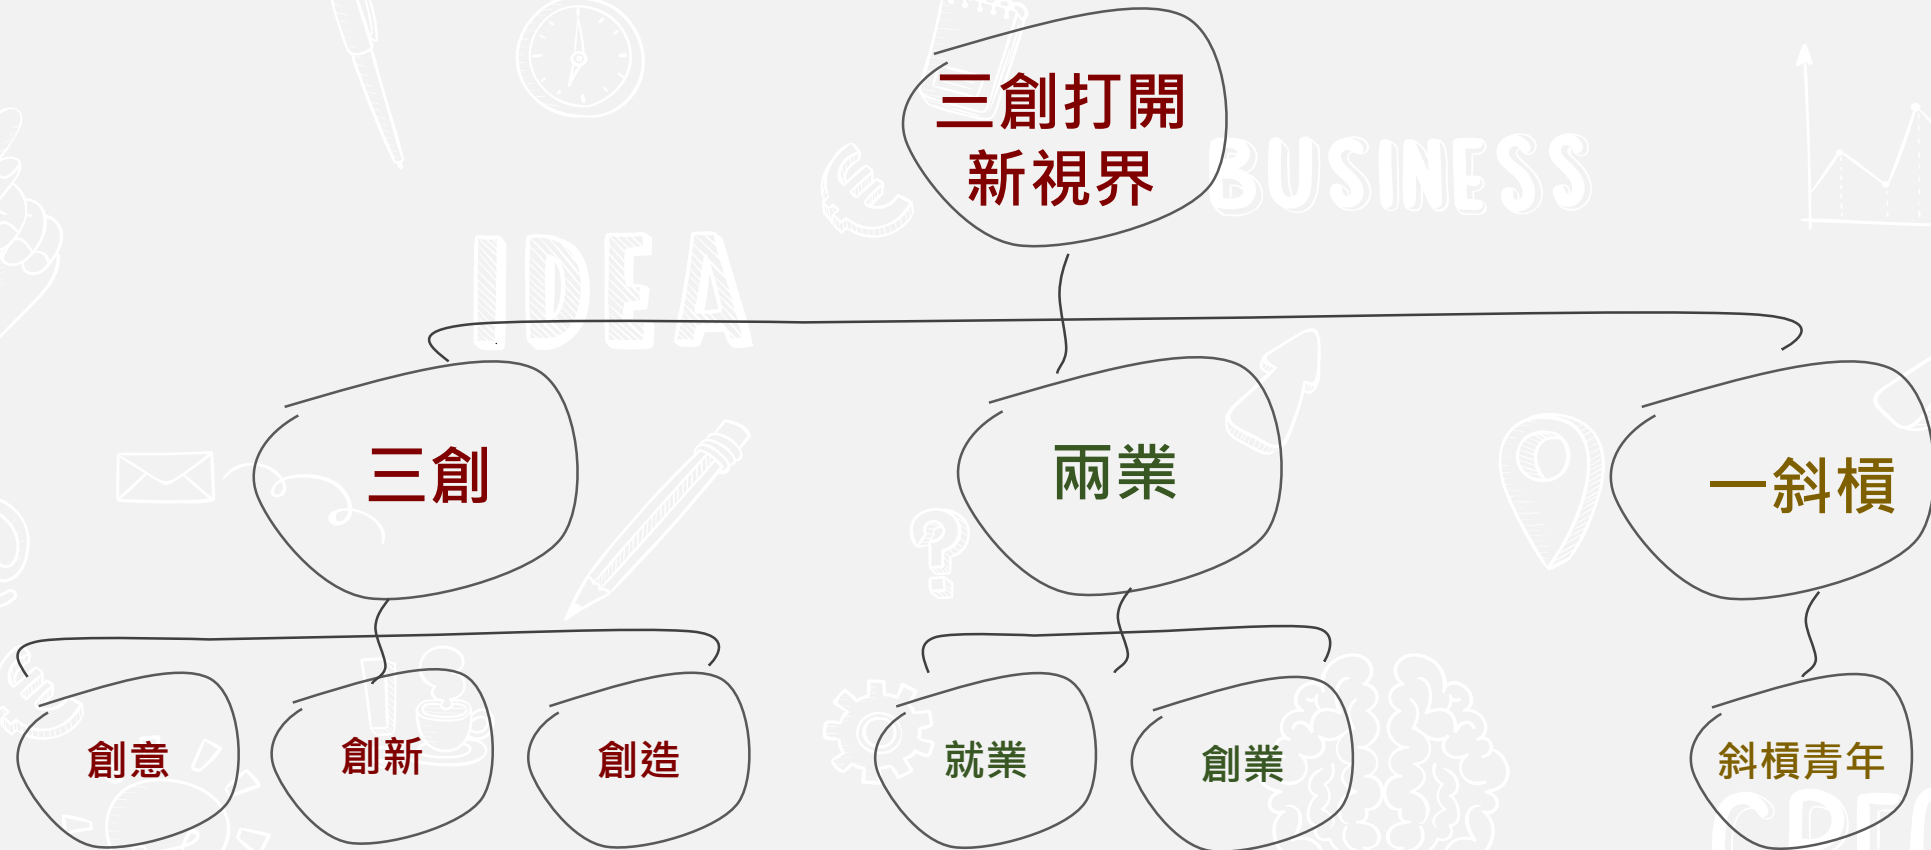 三創打開
新視界
BUSINESS
IDEA
三創
兩業
一斜槓
創意
創新
創造
就業
創業
斜槓青年